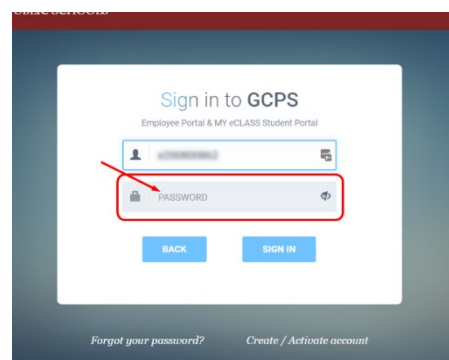 Sign in to GCPS
Employee Portal & MY eCLASS Student Portal
PASSWORD
BACK SIGN IN
Forgot your password? Create / Activate account